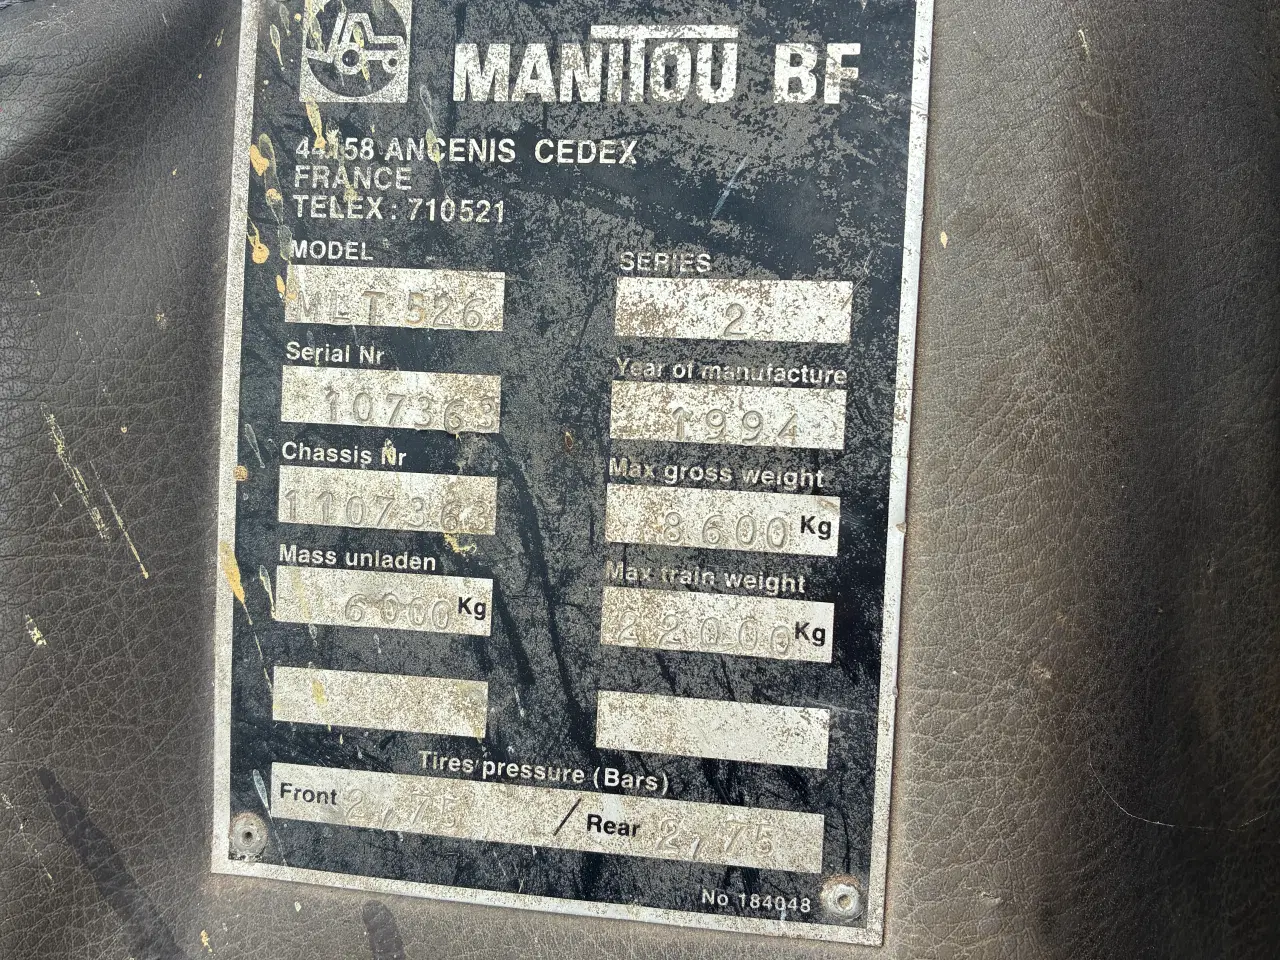 MANITOU BF
44158 ANCENIS CEDEX
FRANCE
TELEX: 710521
MODEL SERIES
MLT 526 2
Serial Nr Year of manufacture
107363 1994
Chassis Nr Max gross weight
1107363 8600 Kg
Mass unladen Max train weight
6000 Kg 22000 Kg
Tires pressure (Bars)
Front 2,75 / Rear 2,75
No 184048